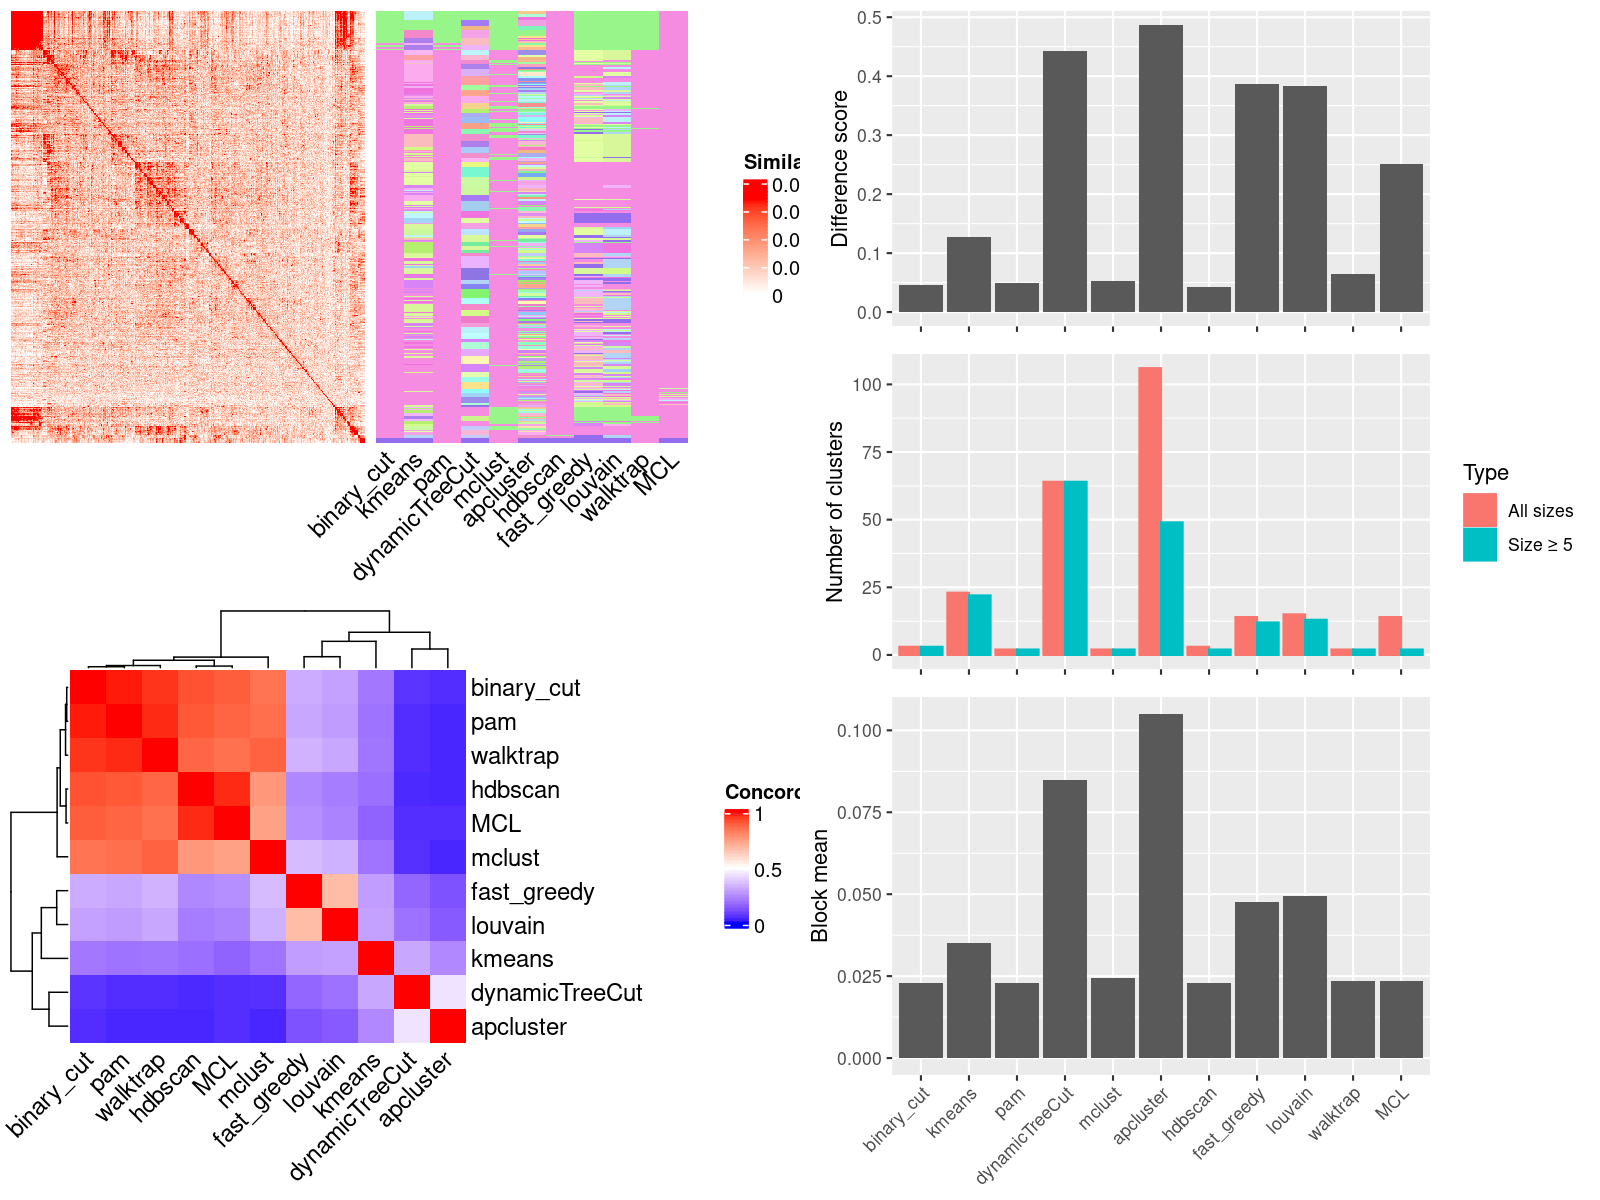 Simila
0.0
0.0
0.0
0.0
0
binary_cut
kmeans
pam
dynamicTreeCut
mclust
apcluster
hdbscan
fast_greedy
louvain
walktrap
MCL
binary_cut
pam
walktrap
hdbscan
MCL
mclust
fast_greedy
louvain
kmeans
dynamicTreeCut
apcluster
binary_cut
pam
walktrap
hdbscan
MCL
mclust
fast_greedy
louvain
kmeans
dynamicTreeCut
apcluster
Concord
1
0.5
0
Difference score
0.5
0.4
0.3
0.2
0.1
0.0
Number of clusters
100
75
50
25
0
Type
All sizes
Size ≥ 5
Block mean
0.100
0.075
0.050
0.025
0.000
binary_cut
kmeans
pam
dynamicTreeCut
mclust
apcluster
hdbscan
fast_greedy
louvain
walktrap
MCL